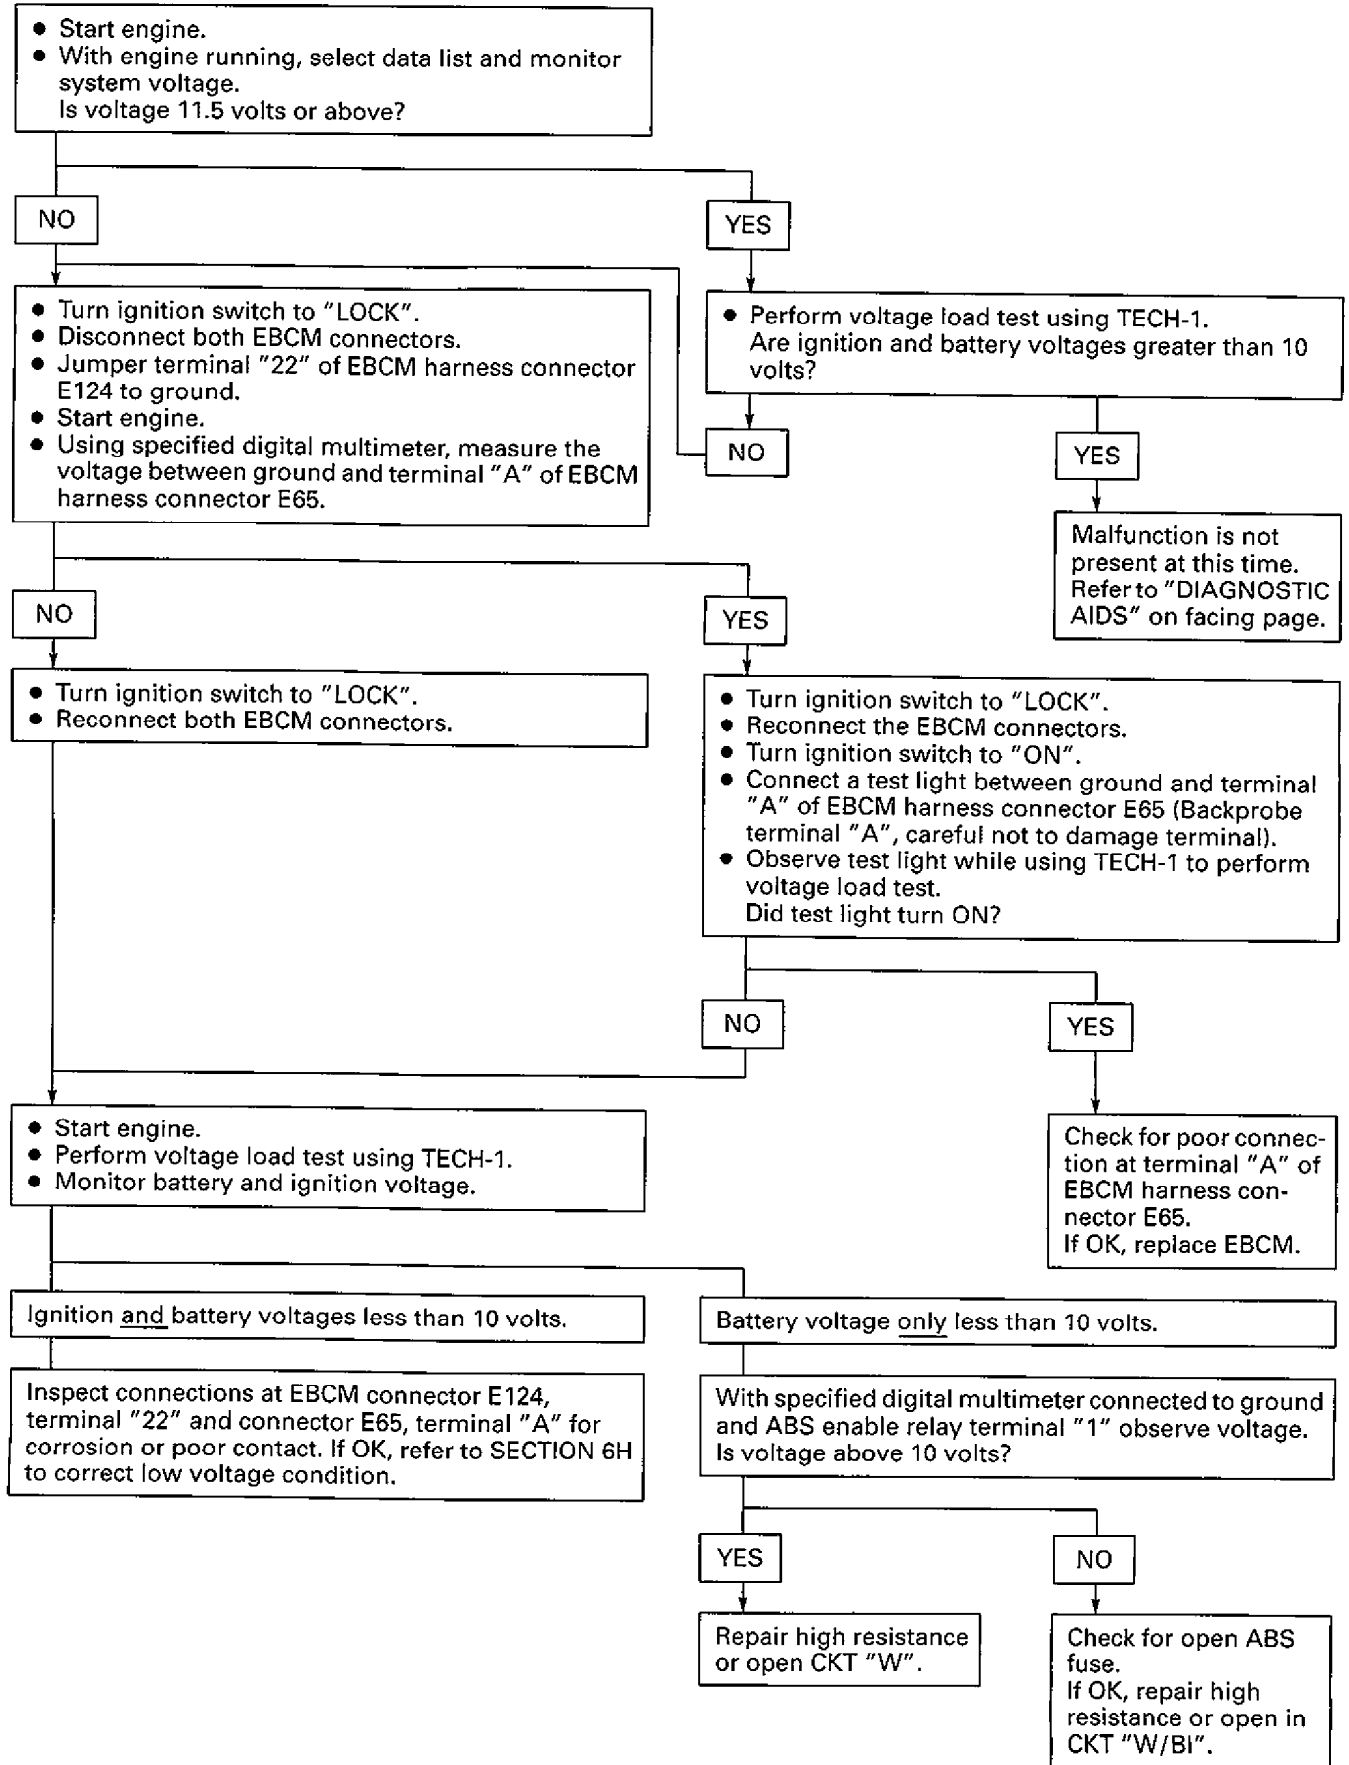 ● Start engine.
● With engine running, select data list and monitor
system voltage.
Is voltage 11.5 volts or above?
NO
YES
● Turn ignition switch to "LOCK".
● Disconnect both EBCM connectors.
● Jumper terminal "22" of EBCM harness connector
E124 to ground.
● Start engine.
● Using specified digital multimeter, measure the
voltage between ground and terminal "A" of EBCM
harness connector E65.
● Perform voltage load test using TECH-1.
Are ignition and battery voltages greater than 10
volts?
NO
YES
Malfunction is not
present at this time.
Refer to "DIAGNOSTIC
AIDS" on facing page.
NO
YES
● Turn ignition switch to "LOCK".
● Reconnect both EBCM connectors.
● Turn ignition switch to "LOCK".
● Reconnect the EBCM connectors.
● Turn ignition switch to "ON".
● Connect a test light between ground and terminal
"A" of EBCM harness connector E65 (Backprobe
terminal "A", careful not to damage terminal).
● Observe test light while using TECH-1 to perform
voltage load test.
Did test light turn ON?
NO
YES
● Start engine.
● Perform voltage load test using TECH-1.
● Monitor battery and ignition voltage.
Check for poor connec-
tion at terminal "A" of
EBCM harness con-
nector E65.
If OK, replace EBCM.
Ignition and battery voltages less than 10 volts.
Battery voltage only less than 10 volts.
Inspect connections at EBCM connector E124,
terminal "22" and connector E65, terminal "A" for
corrosion or poor contact. If OK, refer to SECTION 6H
to correct low voltage condition.
With specified digital multimeter connected to ground
and ABS enable relay terminal "1" observe voltage.
Is voltage above 10 volts?
YES
NO
Repair high resistance
or open CKT "W".
Check for open ABS
fuse.
If OK, repair high
resistance or open in
CKT "W/Bl".